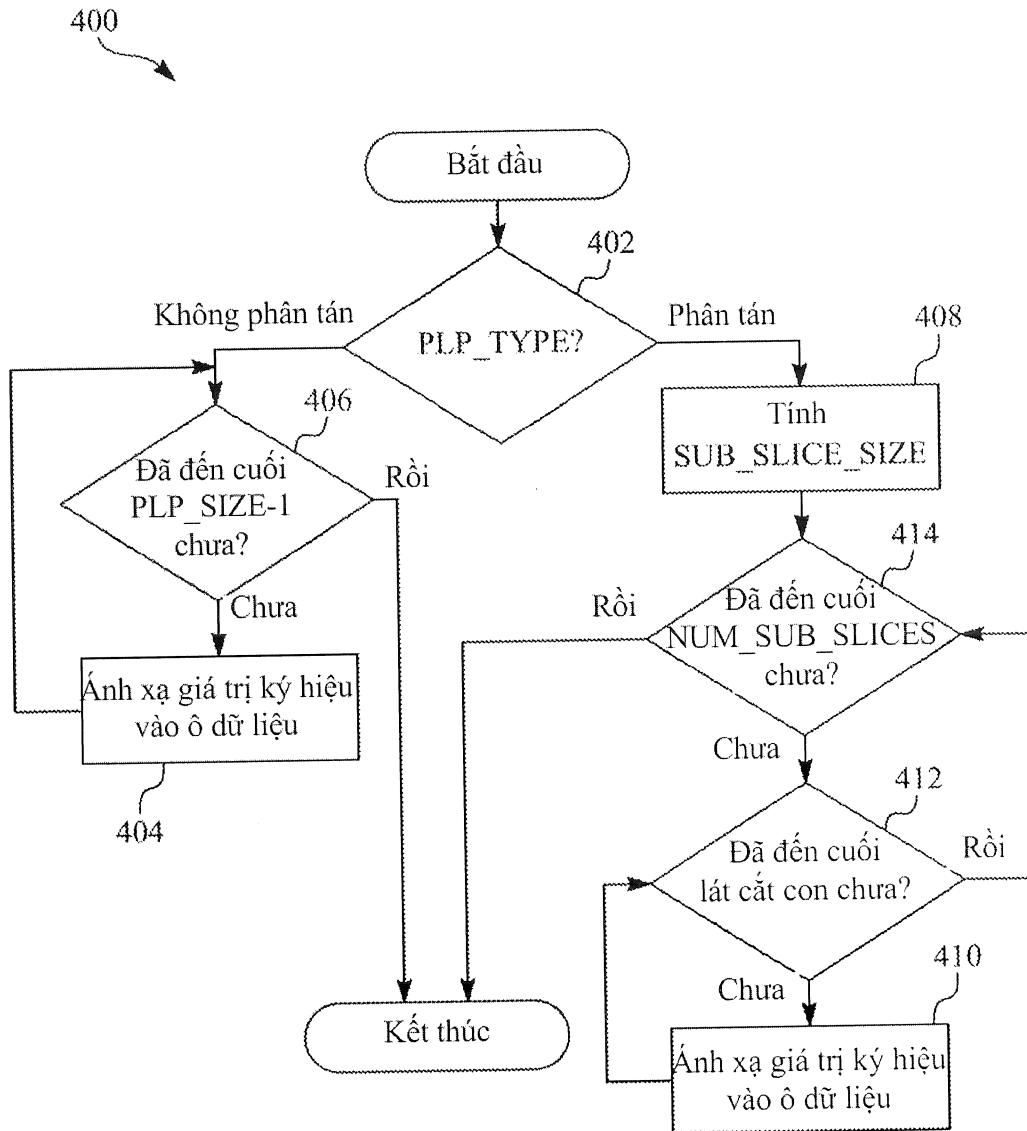 400
Bắt đầu
402
Không phân tán
Phân tán
PLP_TYPE?
408
Tính
SUB_SLICE_SIZE
406
Đã đến cuối
PLP_SIZE-1
chưa?
Rồi
Chưa
414
Rồi
Đã đến cuối
NUM_SUB_SLICES
chưa?
Ánh xạ giá trị ký hiệu
vào ô dữ liệu
404
Chưa
412
Đã đến cuối
lát cắt con chưa?
Rồi
Chưa
410
Kết thúc
Ánh xạ giá trị ký hiệu
vào ô dữ liệu